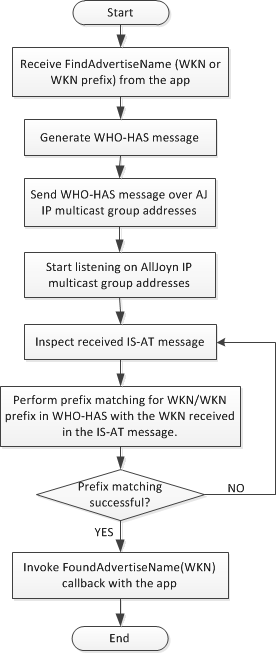 Start
Receive FindAdvertiseName (WKN or
WKN prefix) from the app
Generate WHO-HAS message
Send WHO-HAS message over AJ
IP multicast group addresses
Start listening on AllJoyn IP
multicast group addresses
Inspect received IS-AT message
Perform prefix matching for WKN/WKN
prefix in WHO-HAS with the WKN received
in the IS-AT message.
Prefix matching
successful?
NO
YES
Invoke FoundAdvertiseName(WKN)
callback with the app
End